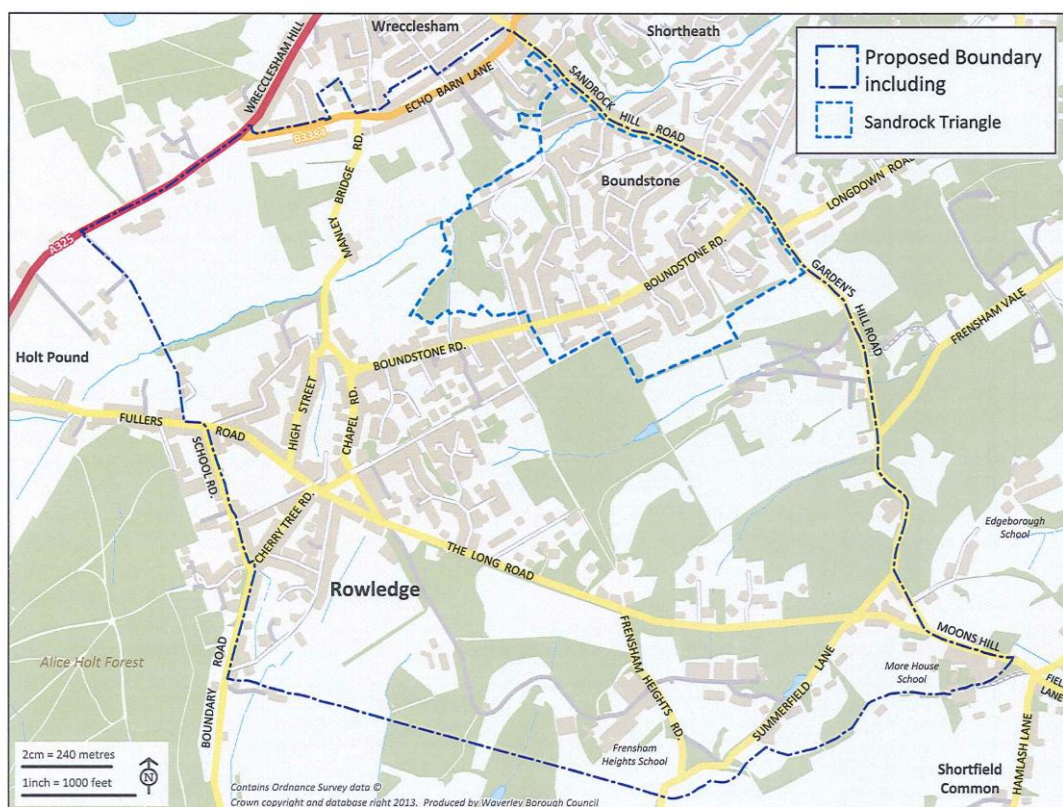 Wrecclesham
Shortheath
Proposed Boundary
including
Sandrock Triangle
WRECCLESHAM HILL
ECHO BARN LANE
B3384
SANDROCK HILL ROAD
MANLEY BRIDGE RD.
Boundstone
LONGDOWN ROAD
A325
BOUNDSTONE RD.
GARDEN'S HILL ROAD
FRENSHAM VALE
Holt Pound
BOUNDSTONE RD.
FULLERS ROAD
HIGH STREET
CHAPEL RD.
SCHOOL RD.
CHERRY TREE RD.
Edgeborough
School
THE LONG ROAD
Rowledge
MOONS HILL
Alice Holt Forest
BOUNDARY ROAD
FRENSHAM HEIGHTS RD.
SUMMERFIELD LANE
More House
School
FIEL
LANE
HAMLASH LANE
Frensham
Heights School
Shortfield
Common
2cm = 240 metres
1inch = 1000 feet
N
Contains Ordnance Survey data ©
Crown copyright and database right 2013. Produced by Waverley Borough Council